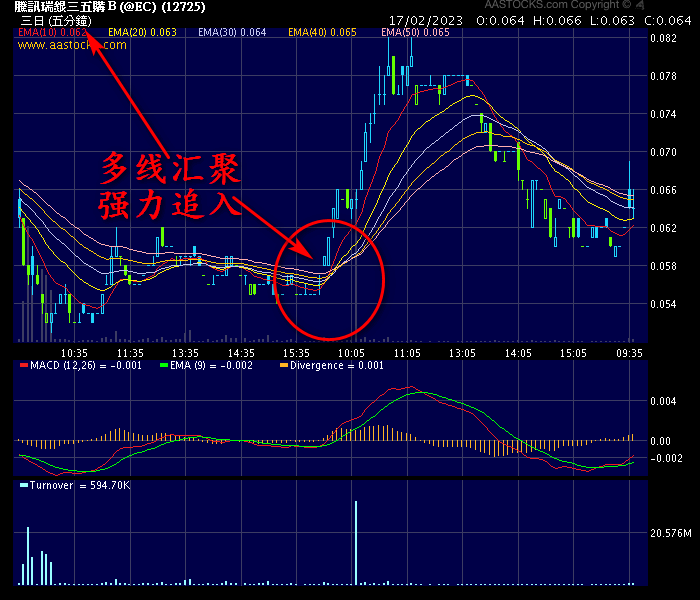 騰訊瑞銀三五購B (@EC) (12725)
AASTOCKS.com Copyright ©
三日 (五分鐘)
17/02/2023 O:0.064 H:0.066 L:0.063 C:0.064
EMA(10) 0.062 EMA(20) 0.063 EMA(30) 0.064 EMA(40) 0.065 EMA(50) 0.065
www.aastocks.com
0.082
0.078
0.074
0.070
0.066
0.062
0.058
0.054
多线汇聚
强力追入
10:35 11:35 13:35 14:35 15:35 10:05 11:05 13:05 14:05 15:05 09:35
MACD (12,26) = -0.001 EMA (9) = -0.002 Divergence = 0.001
0.004
0.00
-0.002
Turnover = 594.70K
20.576M